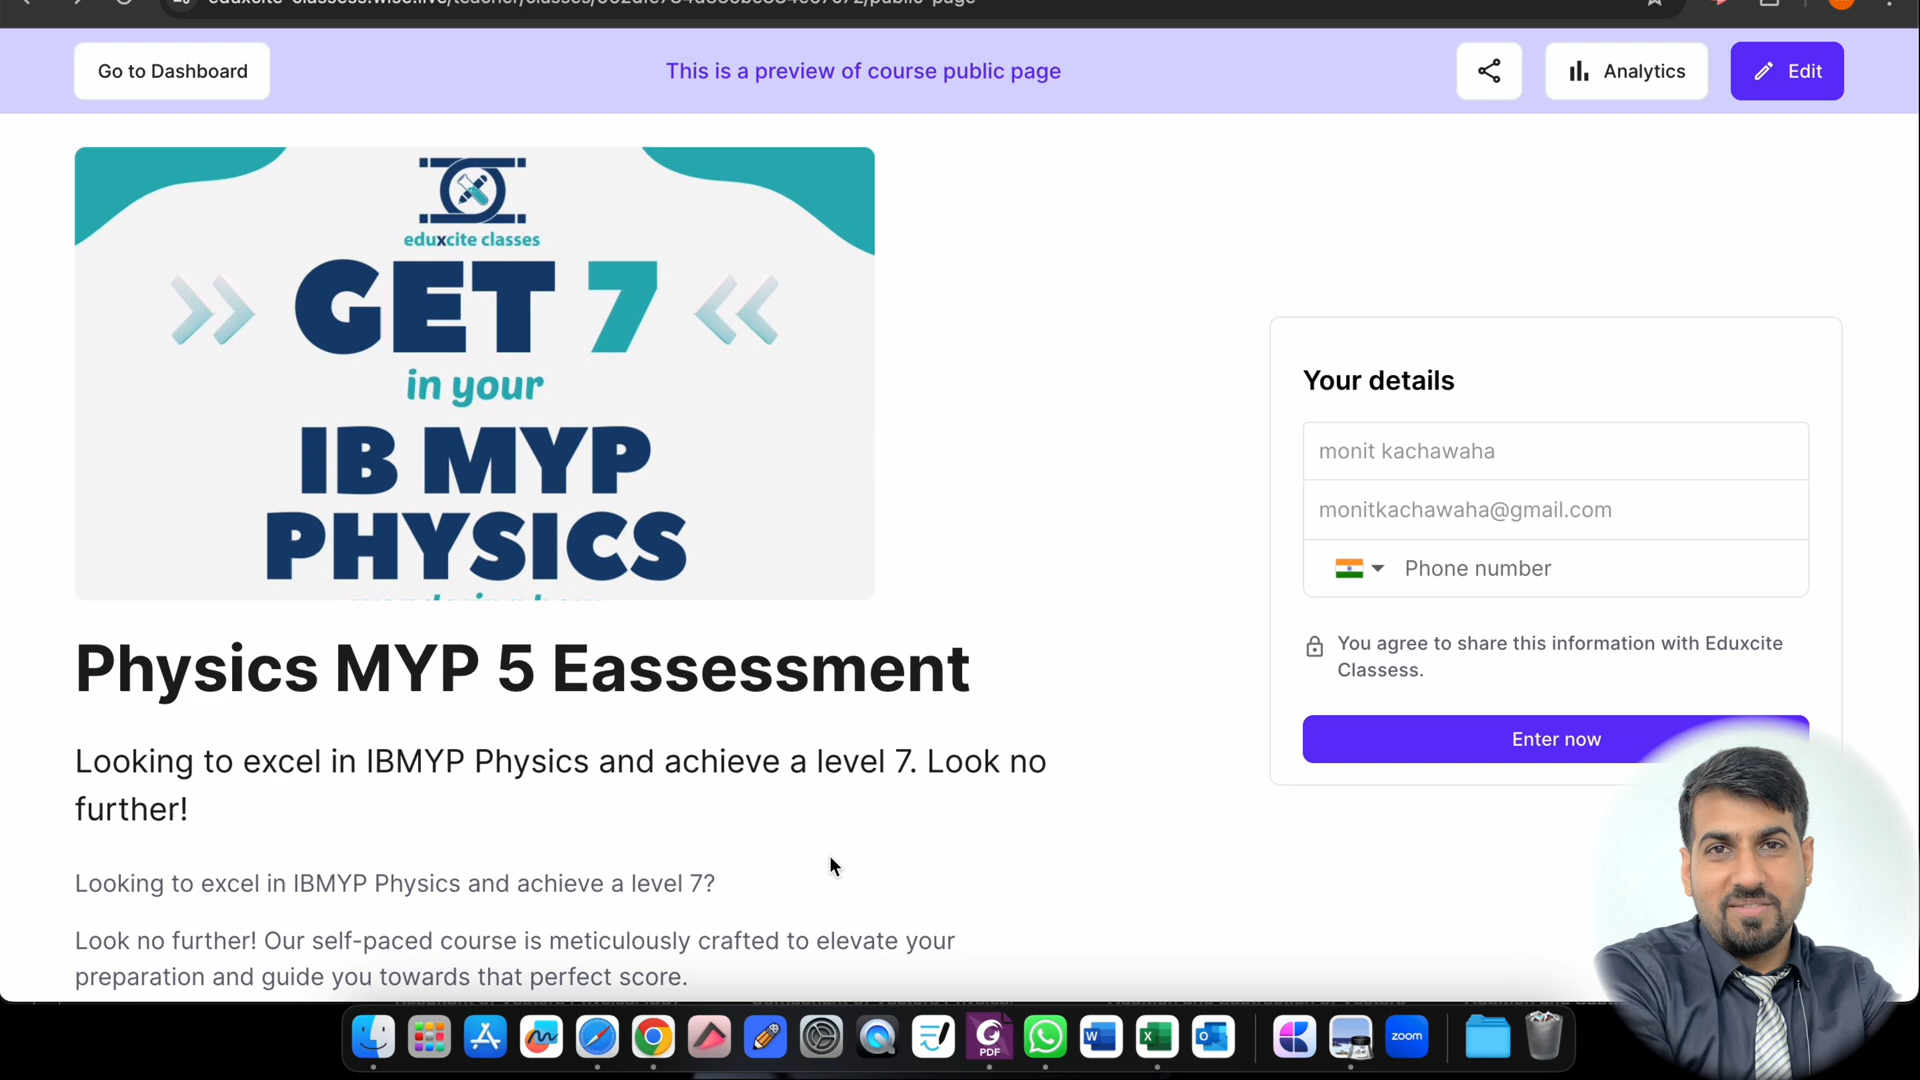 Go to Dashboard
This is a preview of course public page
Analytics
Edit
eduxcite classes
GET 7
in your
IB MYP
PHYSICS
Physics MYP 5 Eassessment
Looking to excel in IBMYP Physics and achieve a level 7. Look no
further!
Looking to excel in IBMYP Physics and achieve a level 7?
Look no further! Our self-paced course is meticulously crafted to elevate your
preparation and guide you towards that perfect score.
Your details
monit kachawaha
monitkachawaha@gmail.com
Phone number
You agree to share this information with Eduxcite
Classess.
Enter now
PDF
W
X
O
zoom